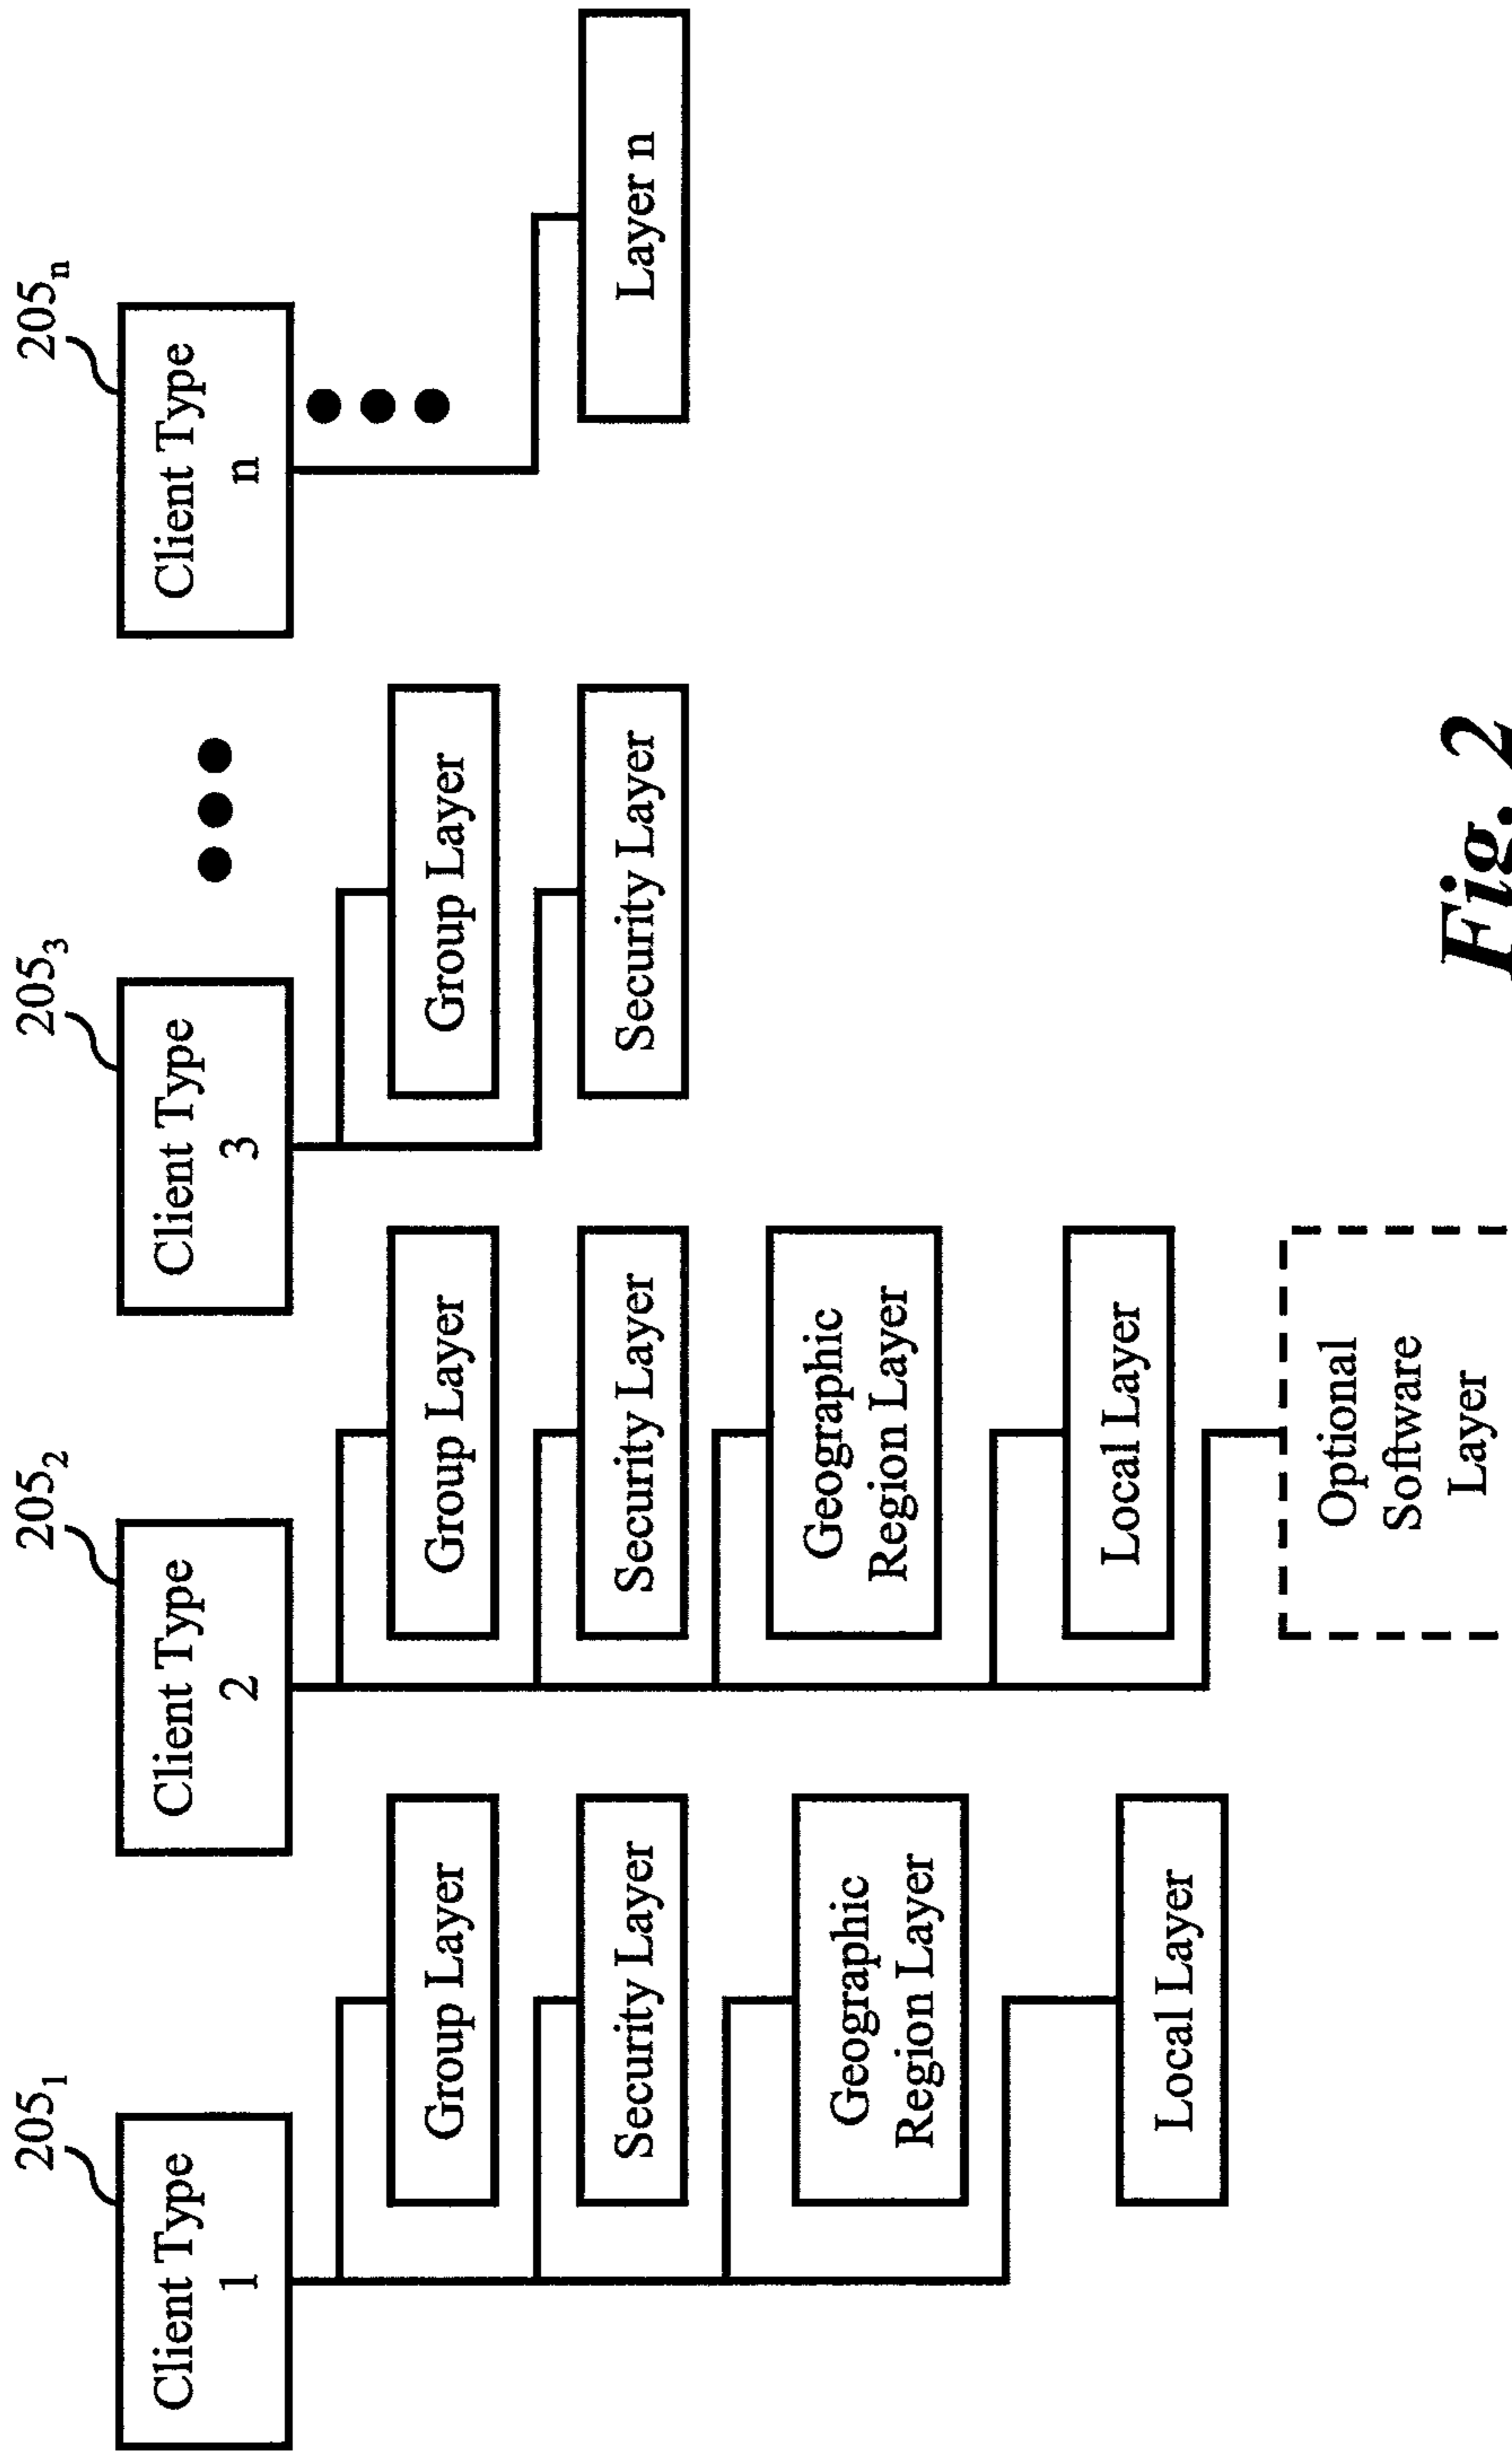 205₁
Client Type
1
Group Layer
Security Layer
Geographic
Region Layer
Local Layer
205₂
Client Type
2
Group Layer
Security Layer
Geographic
Region Layer
Local Layer
Optional
Software
Layer
205₃
Client Type
3
Group Layer
Security Layer
205ₙ
Client Type
n
Layer n
Fig. 2